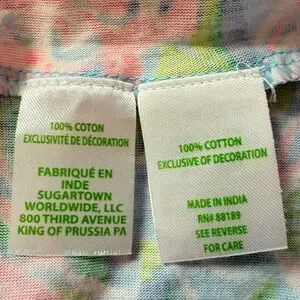 100% COTON
EXCLUSIVITÉ DE DÉCORATION
FABRIQUÉ EN
INDE
SUGARTOWN
WORLDWIDE, LLC
800 THIRD AVENUE
KING OF PRUSSIA PA
100% COTTON
EXCLUSIVE OF DECORATION
MADE IN INDIA
RN# 88189
SEE REVERSE
FOR CARE